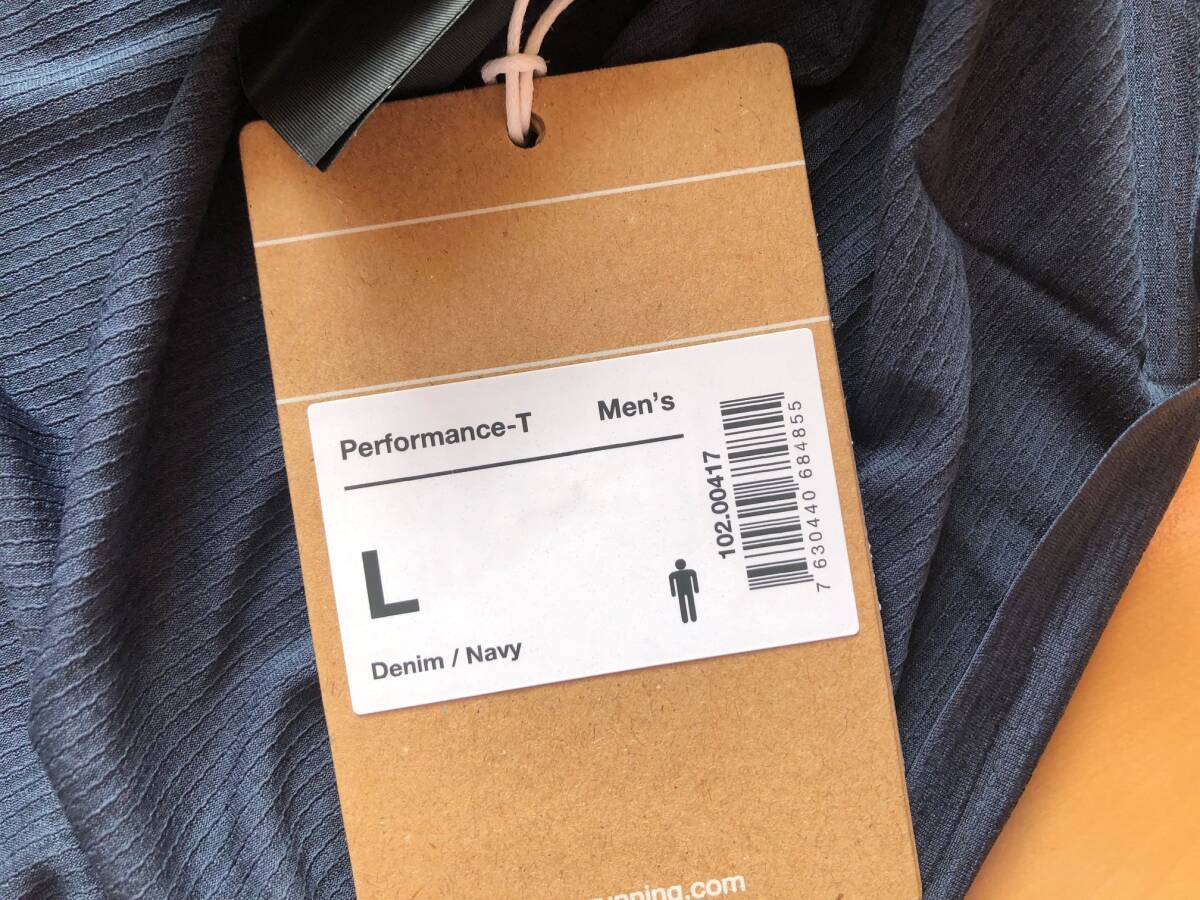 Performance-T Men's
102.00417
7 630440 684855
L
Denim / Navy